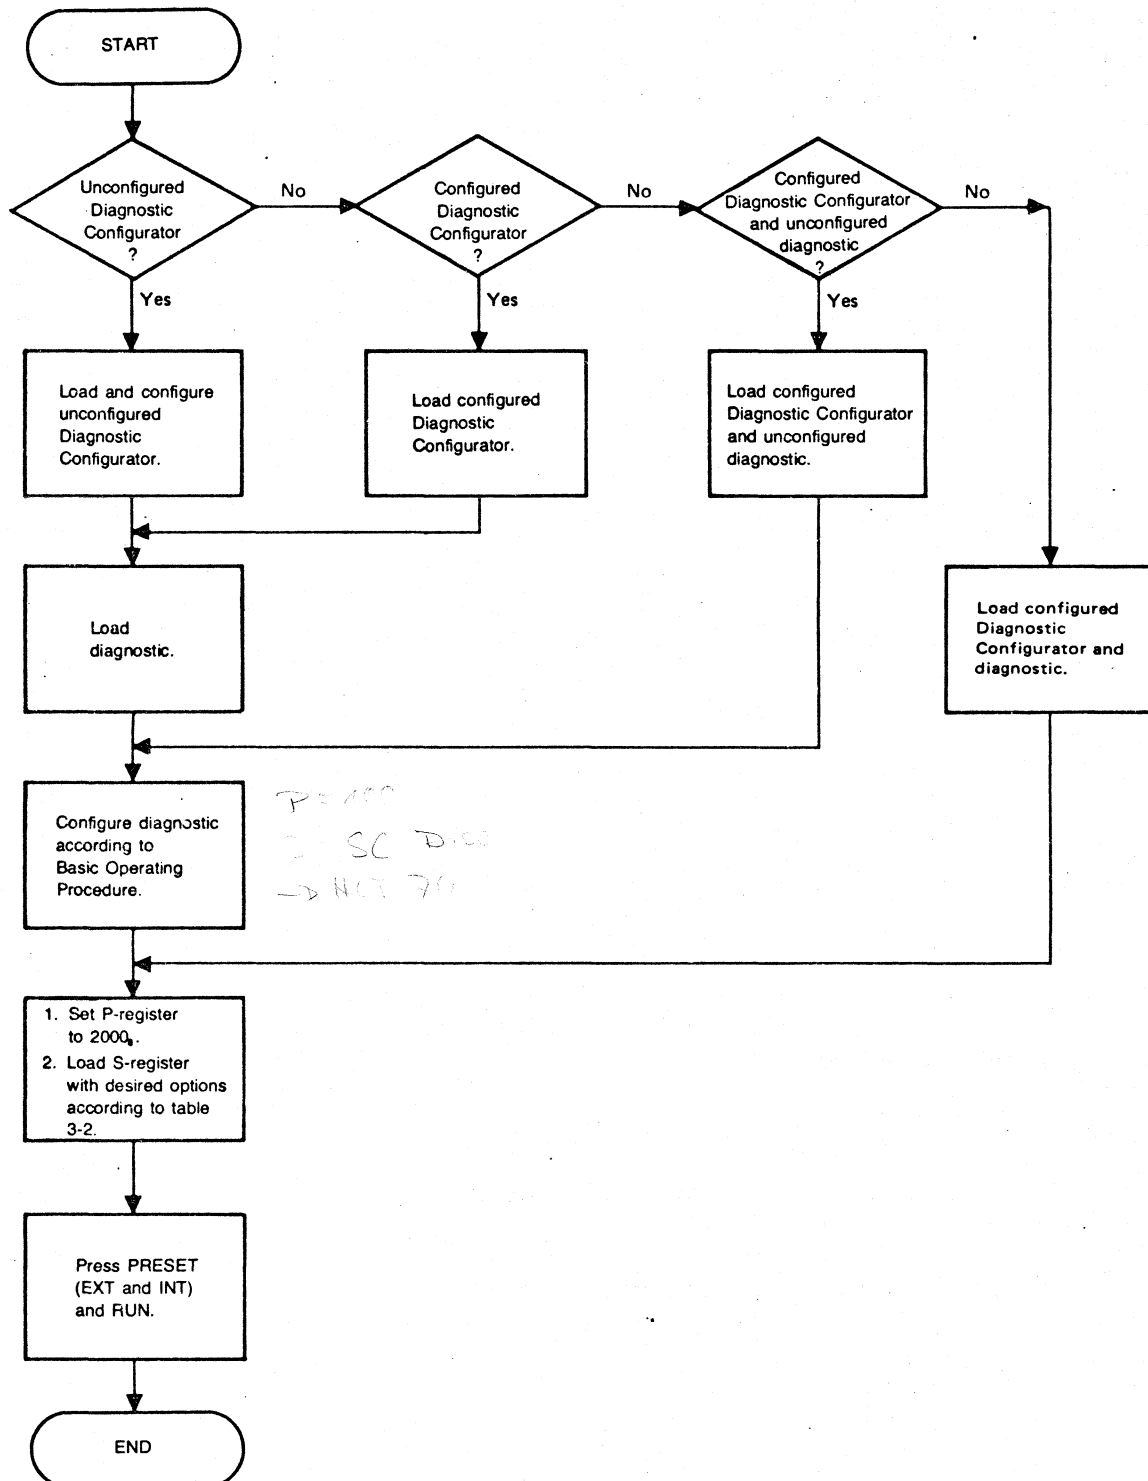 START
Unconfigured
Diagnostic
Configurator
?
No
Configured
Diagnostic
Configurator
?
No
Configured
Diagnostic Configurator
and unconfigured
diagnostic
?
No
Yes
Yes
Yes
Load and configure
unconfigured
Diagnostic
Configurator.
Load configured
Diagnostic
Configurator.
Load configured
Diagnostic Configurator
and unconfigured
diagnostic.
Load
diagnostic.
Load configured
Diagnostic
Configurator and
diagnostic.
Configure diagnostic
according to
Basic Operating
Procedure.
P =
SC
1. Set P-register
to 2000₈.
2. Load S-register
with desired options
according to table
3-2.
Press PRESET
(EXT and INT)
and RUN.
END